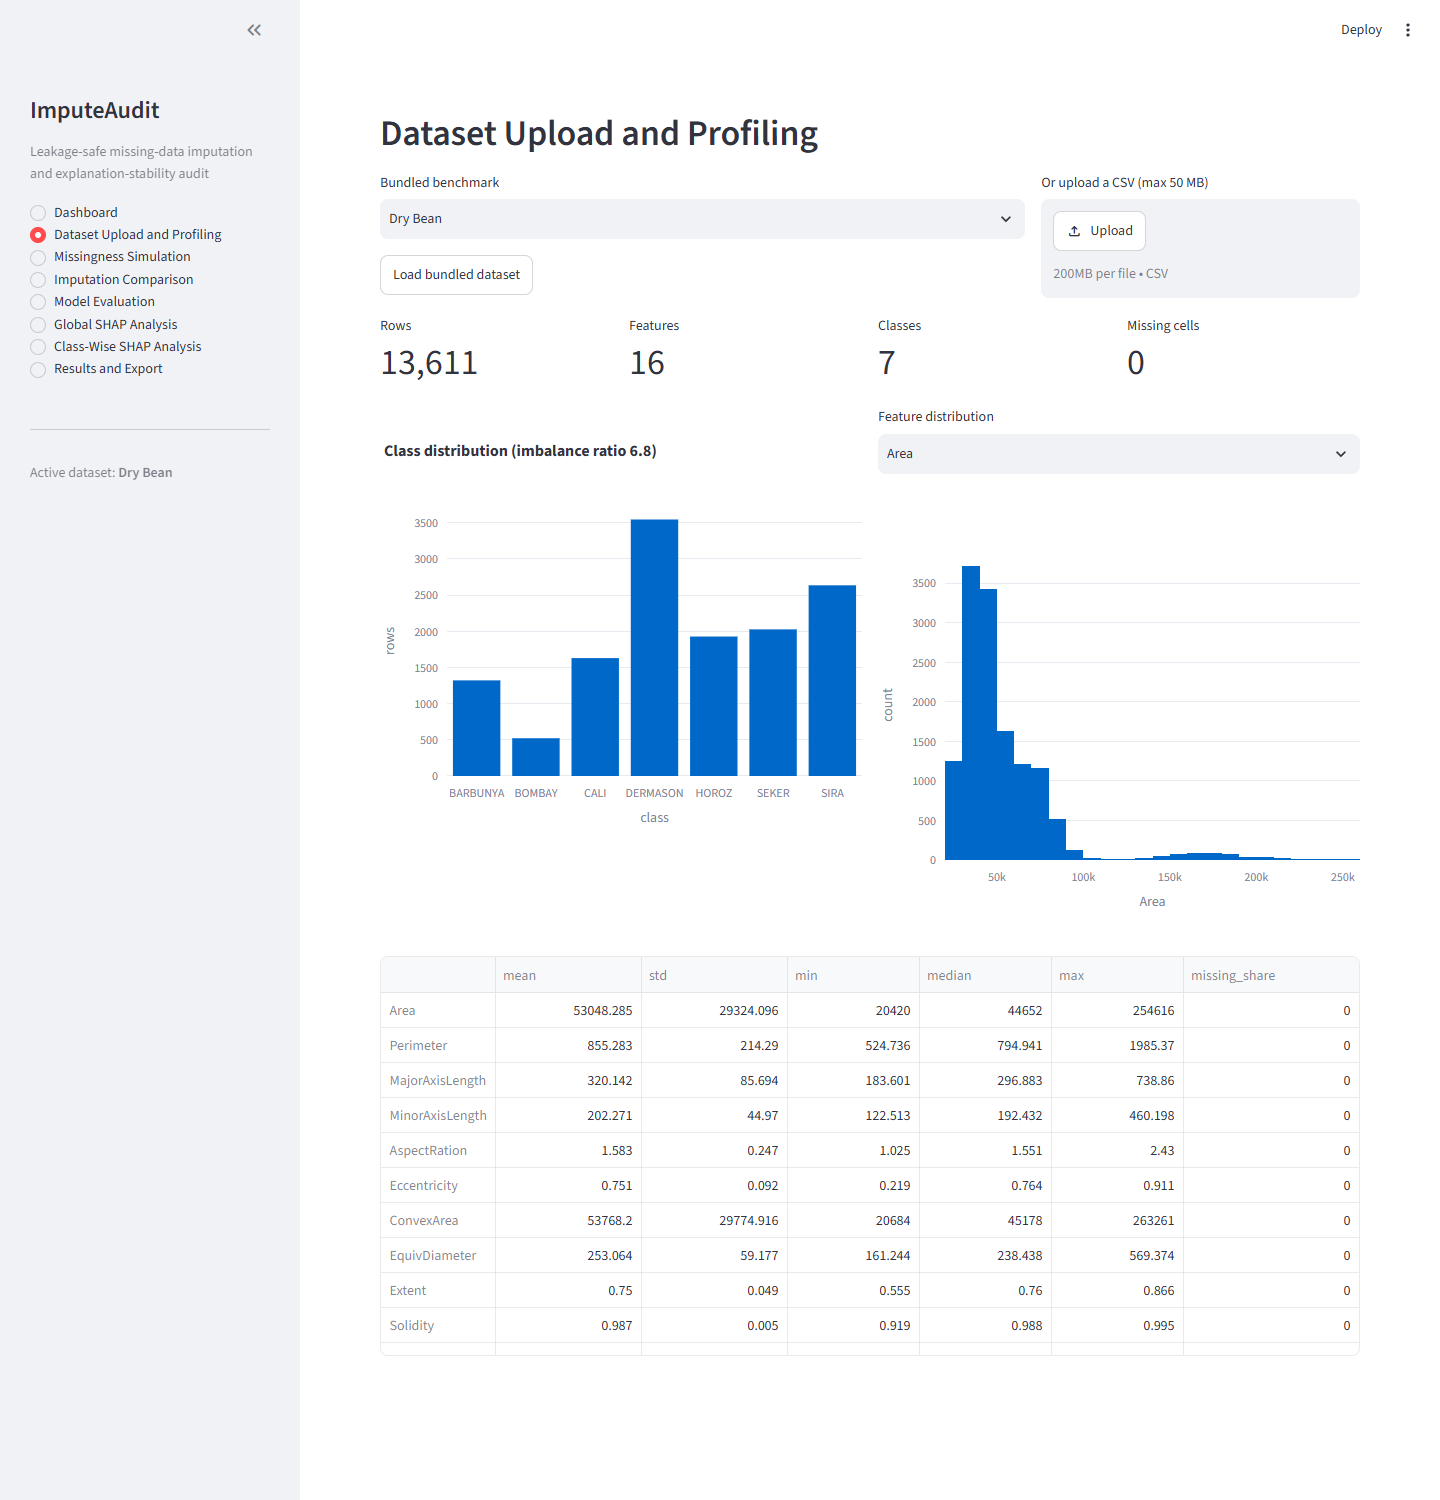 Deploy
ImputeAudit
Leakage-safe missing-data imputation
and explanation-stability audit
Dashboard
Dataset Upload and Profiling
Missingness Simulation
Imputation Comparison
Model Evaluation
Global SHAP Analysis
Class-Wise SHAP Analysis
Results and Export
Active dataset: Dry Bean
Dataset Upload and Profiling
Bundled benchmark
Dry Bean
Load bundled dataset
Or upload a CSV (max 50 MB)
Upload
200MB per file • CSV
Rows Features Classes Missing cells
13,611 16 7 0
Class distribution (imbalance ratio 6.8)
3500
3000
2500
2000
1500
1000
500
0
rows
BARBUNYA BOMBAY CALI DERMASON HOROZ SEKER SIRA
class
Feature distribution
Area
3500
3000
2500
2000
1500
1000
500
0
count
50k 100k 150k 200k 250k
Area
mean std min median max missing_share
Area 53048.285 29324.096 20420 44652 254616 0
Perimeter 855.283 214.29 524.736 794.941 1985.37 0
MajorAxisLength 320.142 85.694 183.601 296.883 738.86 0
MinorAxisLength 202.271 44.97 122.513 192.432 460.198 0
AspectRation 1.583 0.247 1.025 1.551 2.43 0
Eccentricity 0.751 0.092 0.219 0.764 0.911 0
ConvexArea 53768.2 29774.916 20684 45178 263261 0
EquivDiameter 253.064 59.177 161.244 238.438 569.374 0
Extent 0.75 0.049 0.555 0.76 0.866 0
Solidity 0.987 0.005 0.919 0.988 0.995 0